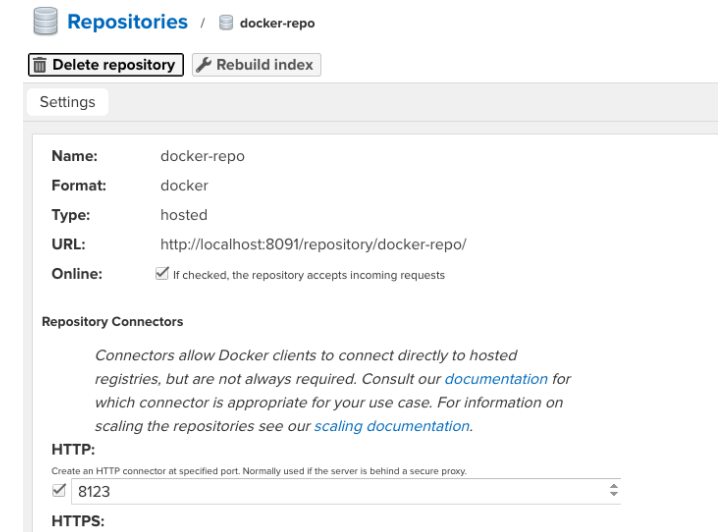 Repositories / docker-repo
Delete repository Rebuild index
Settings
Name: docker-repo
Format: docker
Type: hosted
URL: http://localhost:8091/repository/docker-repo/
Online: If checked, the repository accepts incoming requests
Repository Connectors
Connectors allow Docker clients to connect directly to hosted
registries, but are not always required. Consult our documentation for
which connector is appropriate for your use case. For information on
scaling the repositories see our scaling documentation.
HTTP:
Create an HTTP connector at specified port. Normally used if the server is behind a secure proxy.
8123
HTTPS: